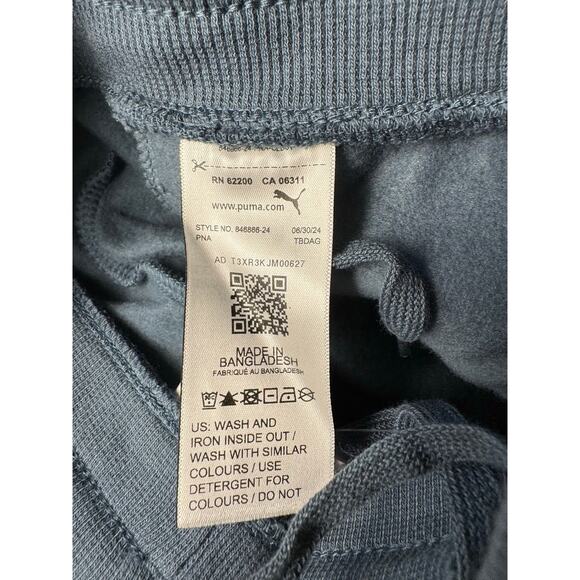 RN 62200 CA 06311
www.puma.com
STYLE NO. 846886-24 06/30/24
PNA TBDAG
AD T3XR3KJM00627
MADE IN
BANGLADESH
FABRIQUÉ AU BANGLADESH
US: WASH AND
IRON INSIDE OUT /
WASH WITH SIMILAR
COLOURS / USE
DETERGENT FOR
COLOURS / DO NOT